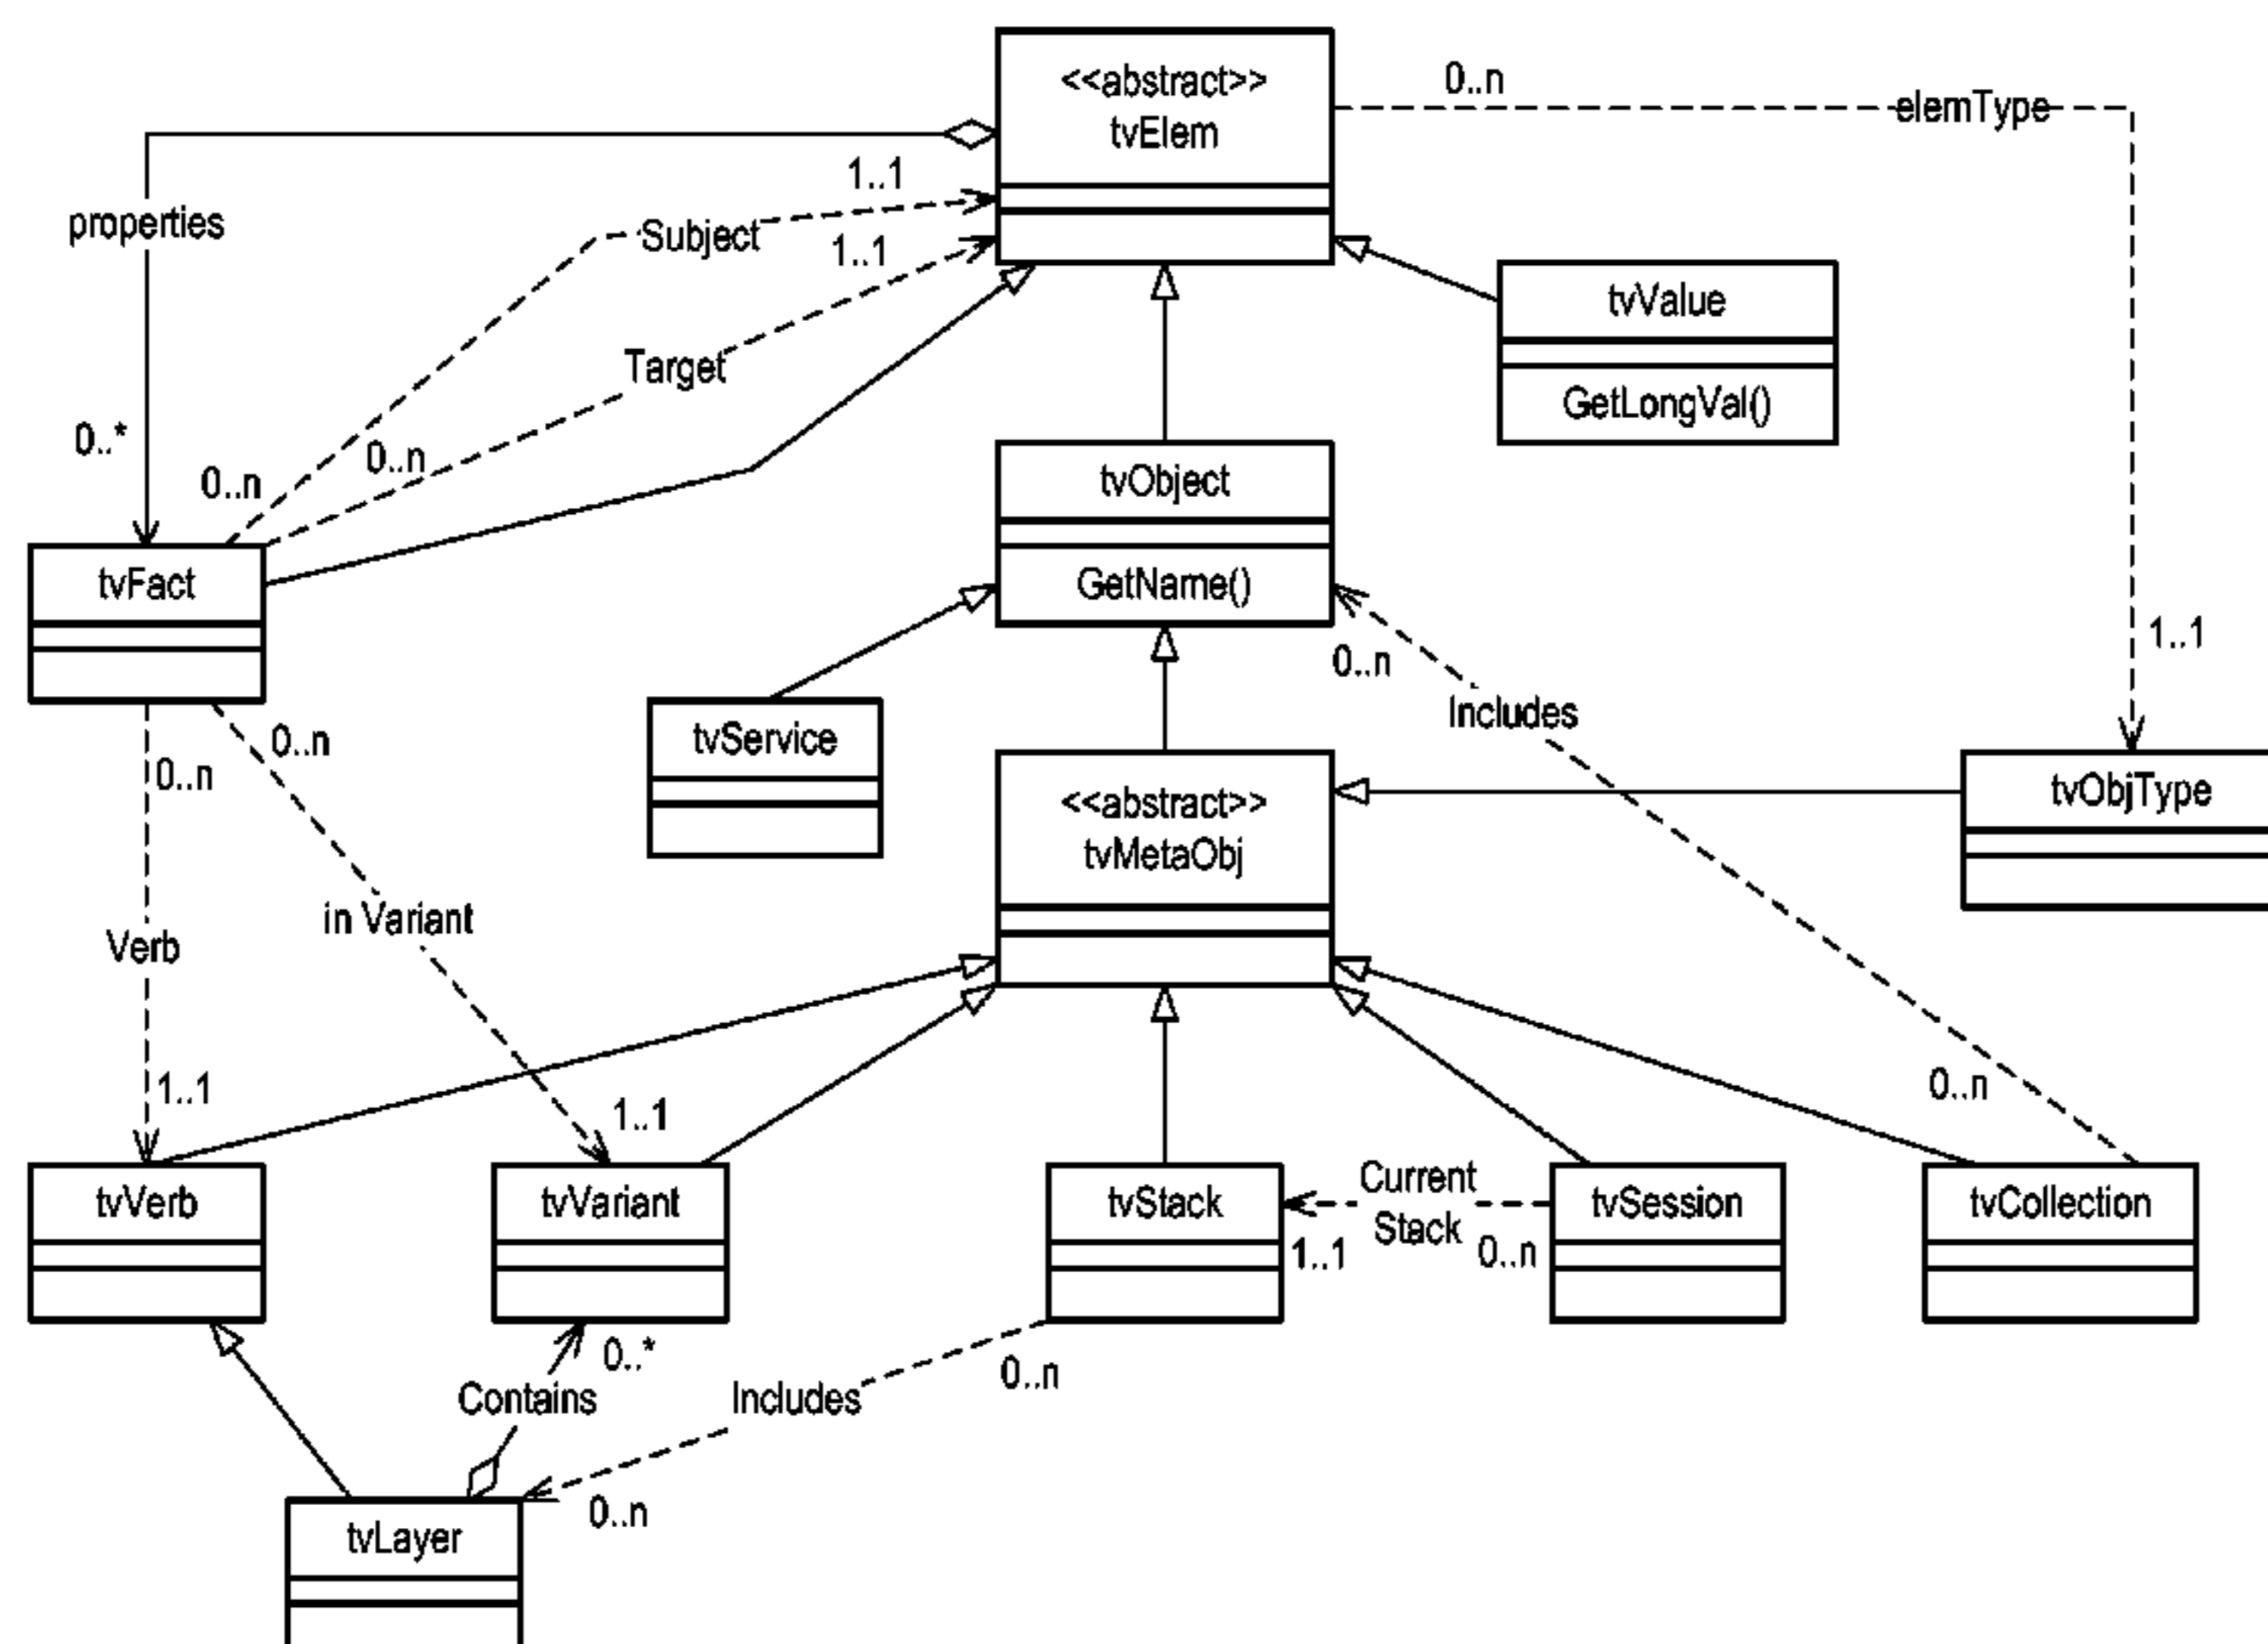 <<abstract>>
tvElem
0..n
elemType
1..1
properties
Subject
1..1
tvValue
GetLongVal()
Target
0..*
0..n
0..n
tvObject
GetName()
tvFact
1..1
0..n
Includes
tvService
0..n
0..n
<<abstract>>
tvMetaObj
tvObjType
in Variant
Verb
1..1
1..1
0..n
tvVerb
tvVariant
tvStack
Current
Stack
1..1
0..n
tvSession
tvCollection
0..*
Contains
Includes
0..n
0..n
tvLayer